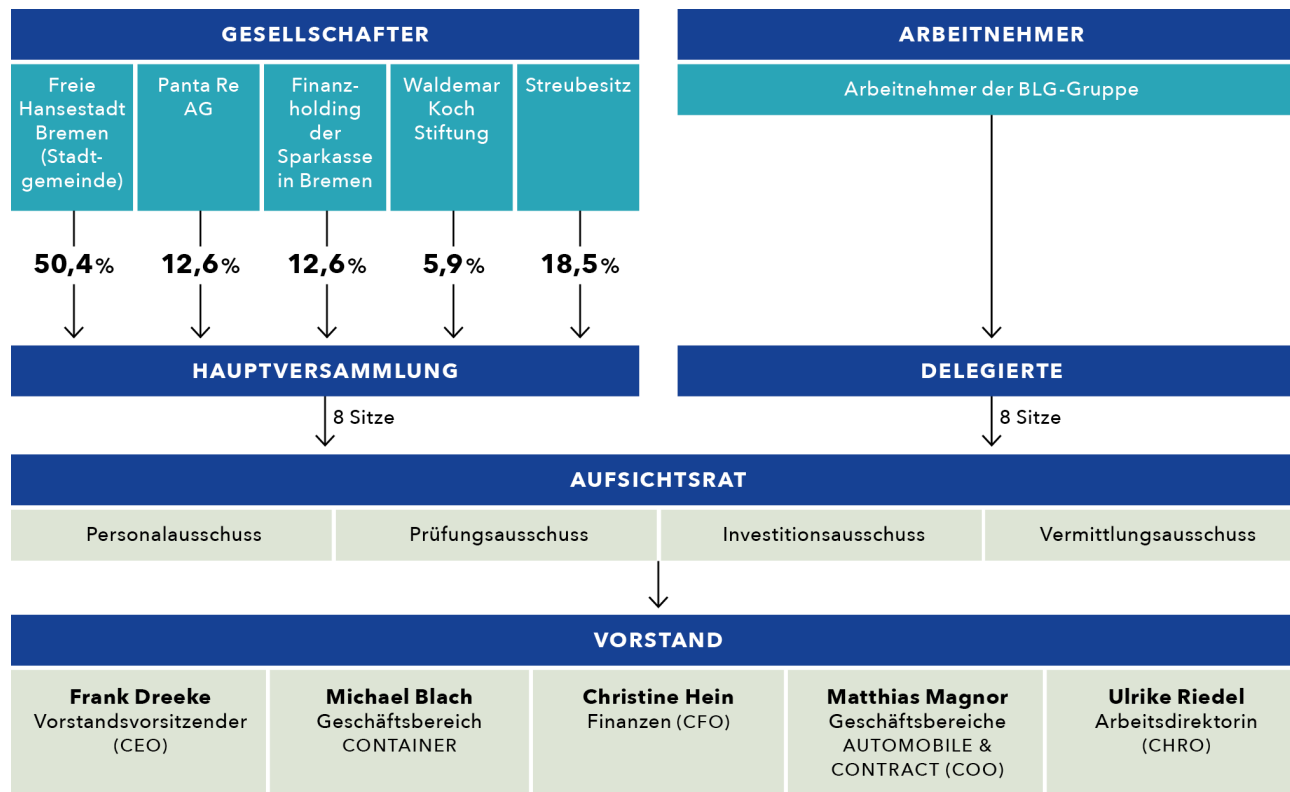 GESELLSCHAFTER
Freie
Hansestadt
Bremen
(Stadt-
gemeinde)
Panta Re
AG
Finanz-
holding
der
Sparkasse
in Bremen
Waldemar
Koch
Stiftung
Streubesitz
50,4 %
12,6 %
12,6 %
5,9 %
18,5 %
HAUPTVERSAMMLUNG
8 Sitze
ARBEITNEHMER
Arbeitnehmer der BLG-Gruppe
DELEGIERTE
8 Sitze
AUFSICHTSRAT
Personalausschuss
Prüfungsausschuss
Investitionsausschuss
Vermittlungsausschuss
VORSTAND
Frank Dreeke
Vorstandsvorsitzender
(CEO)
Michael Blach
Geschäftsbereich
CONTAINER
Christine Hein
Finanzen (CFO)
Matthias Magnor
Geschäftsbereiche
AUTOMOBILE &
CONTRACT (COO)
Ulrike Riedel
Arbeitsdirektorin
(CHRO)